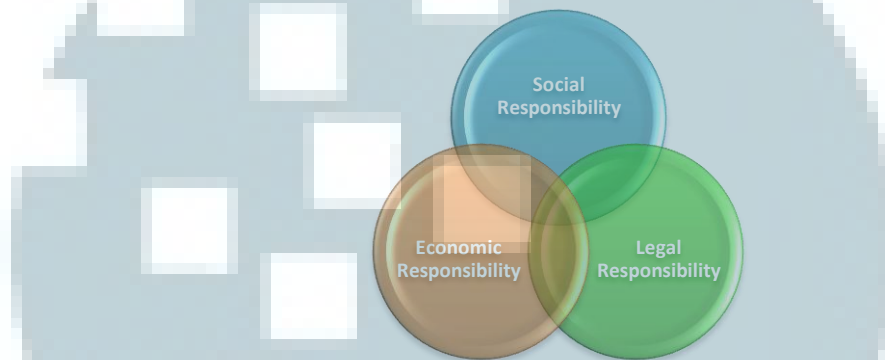 Social
Responsibility
Economic
Responsibility
Legal
Responsibility